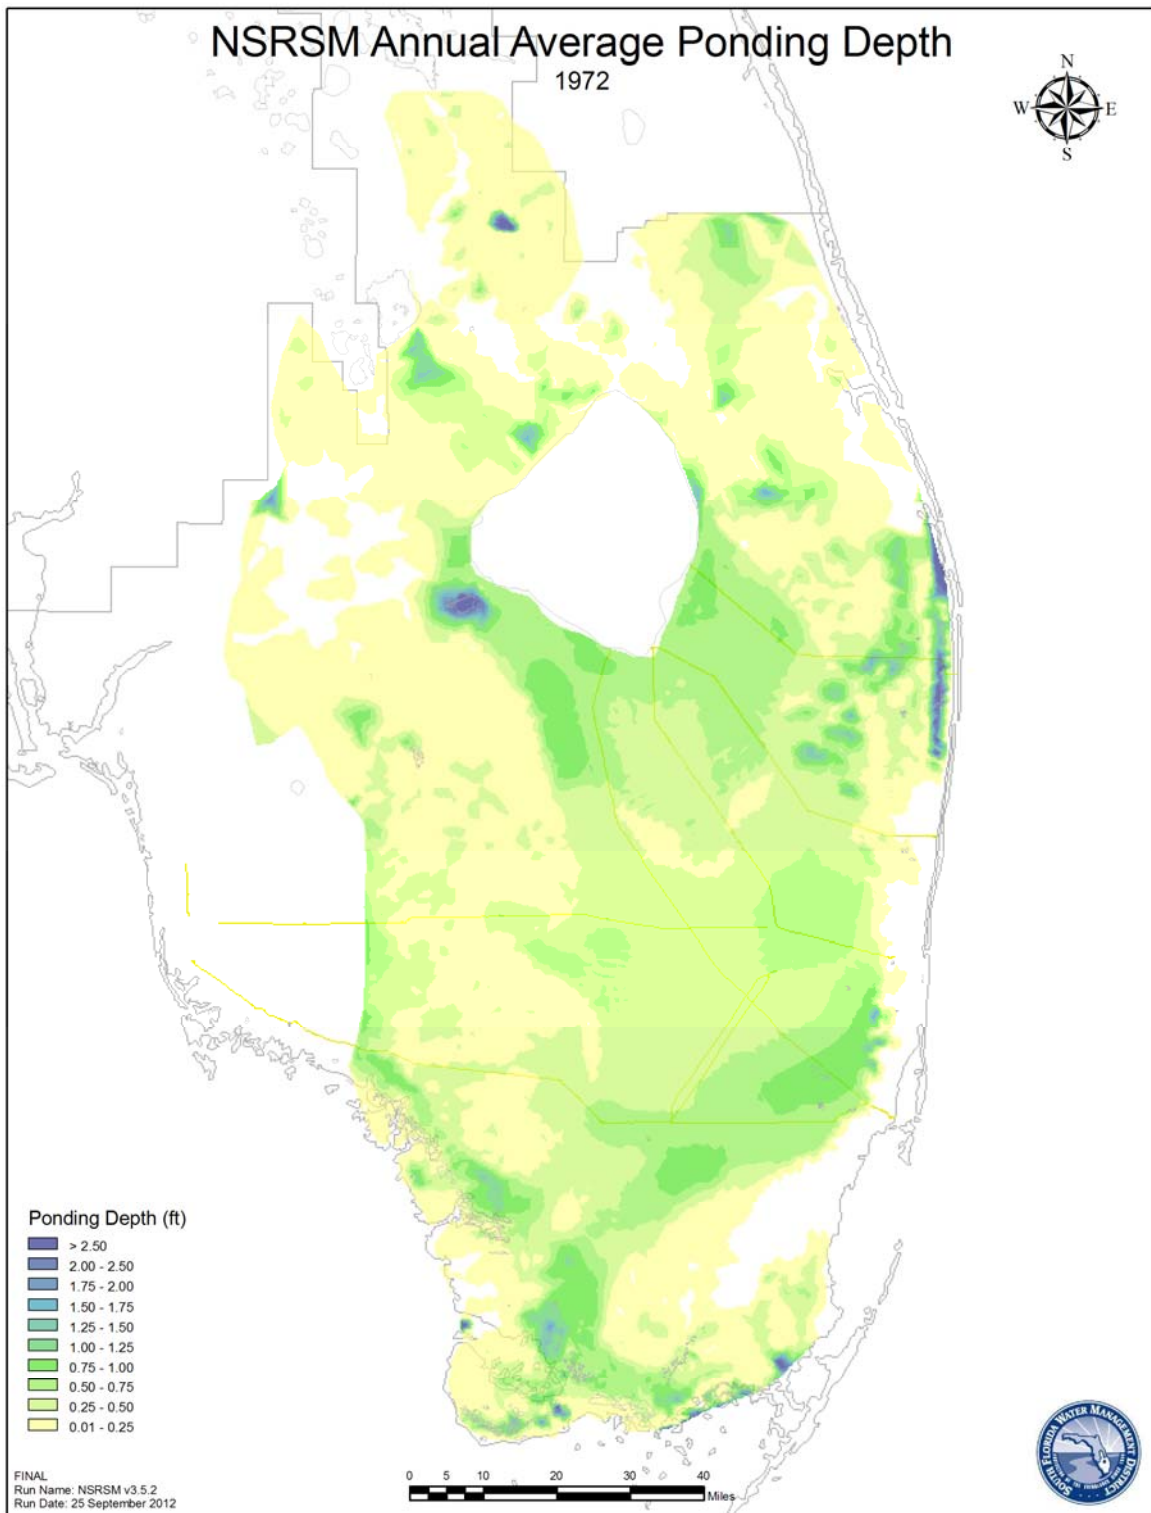 NSRSM Annual Average Ponding Depth
1972
N
W E
S
Ponding Depth (ft)
> 2.50
2.00 - 2.50
1.75 - 2.00
1.50 - 1.75
1.25 - 1.50
1.00 - 1.25
0.75 - 1.00
0.50 - 0.75
0.25 - 0.50
0.01 - 0.25
FINAL
Run Name: NSRSM v3.5.2
Run Date: 25 September 2012
0 5 10 20 30 40
Miles
SOUTH FLORIDA WATER MANAGEMENT DISTRICT